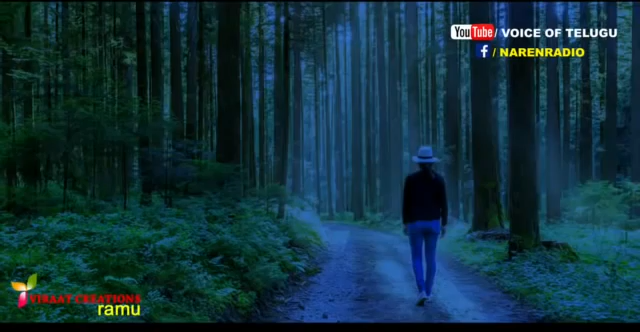 YouTube / VOICE OF TELUGU
f / NARENRADIO
VIRAAT CREATIONS
ramu